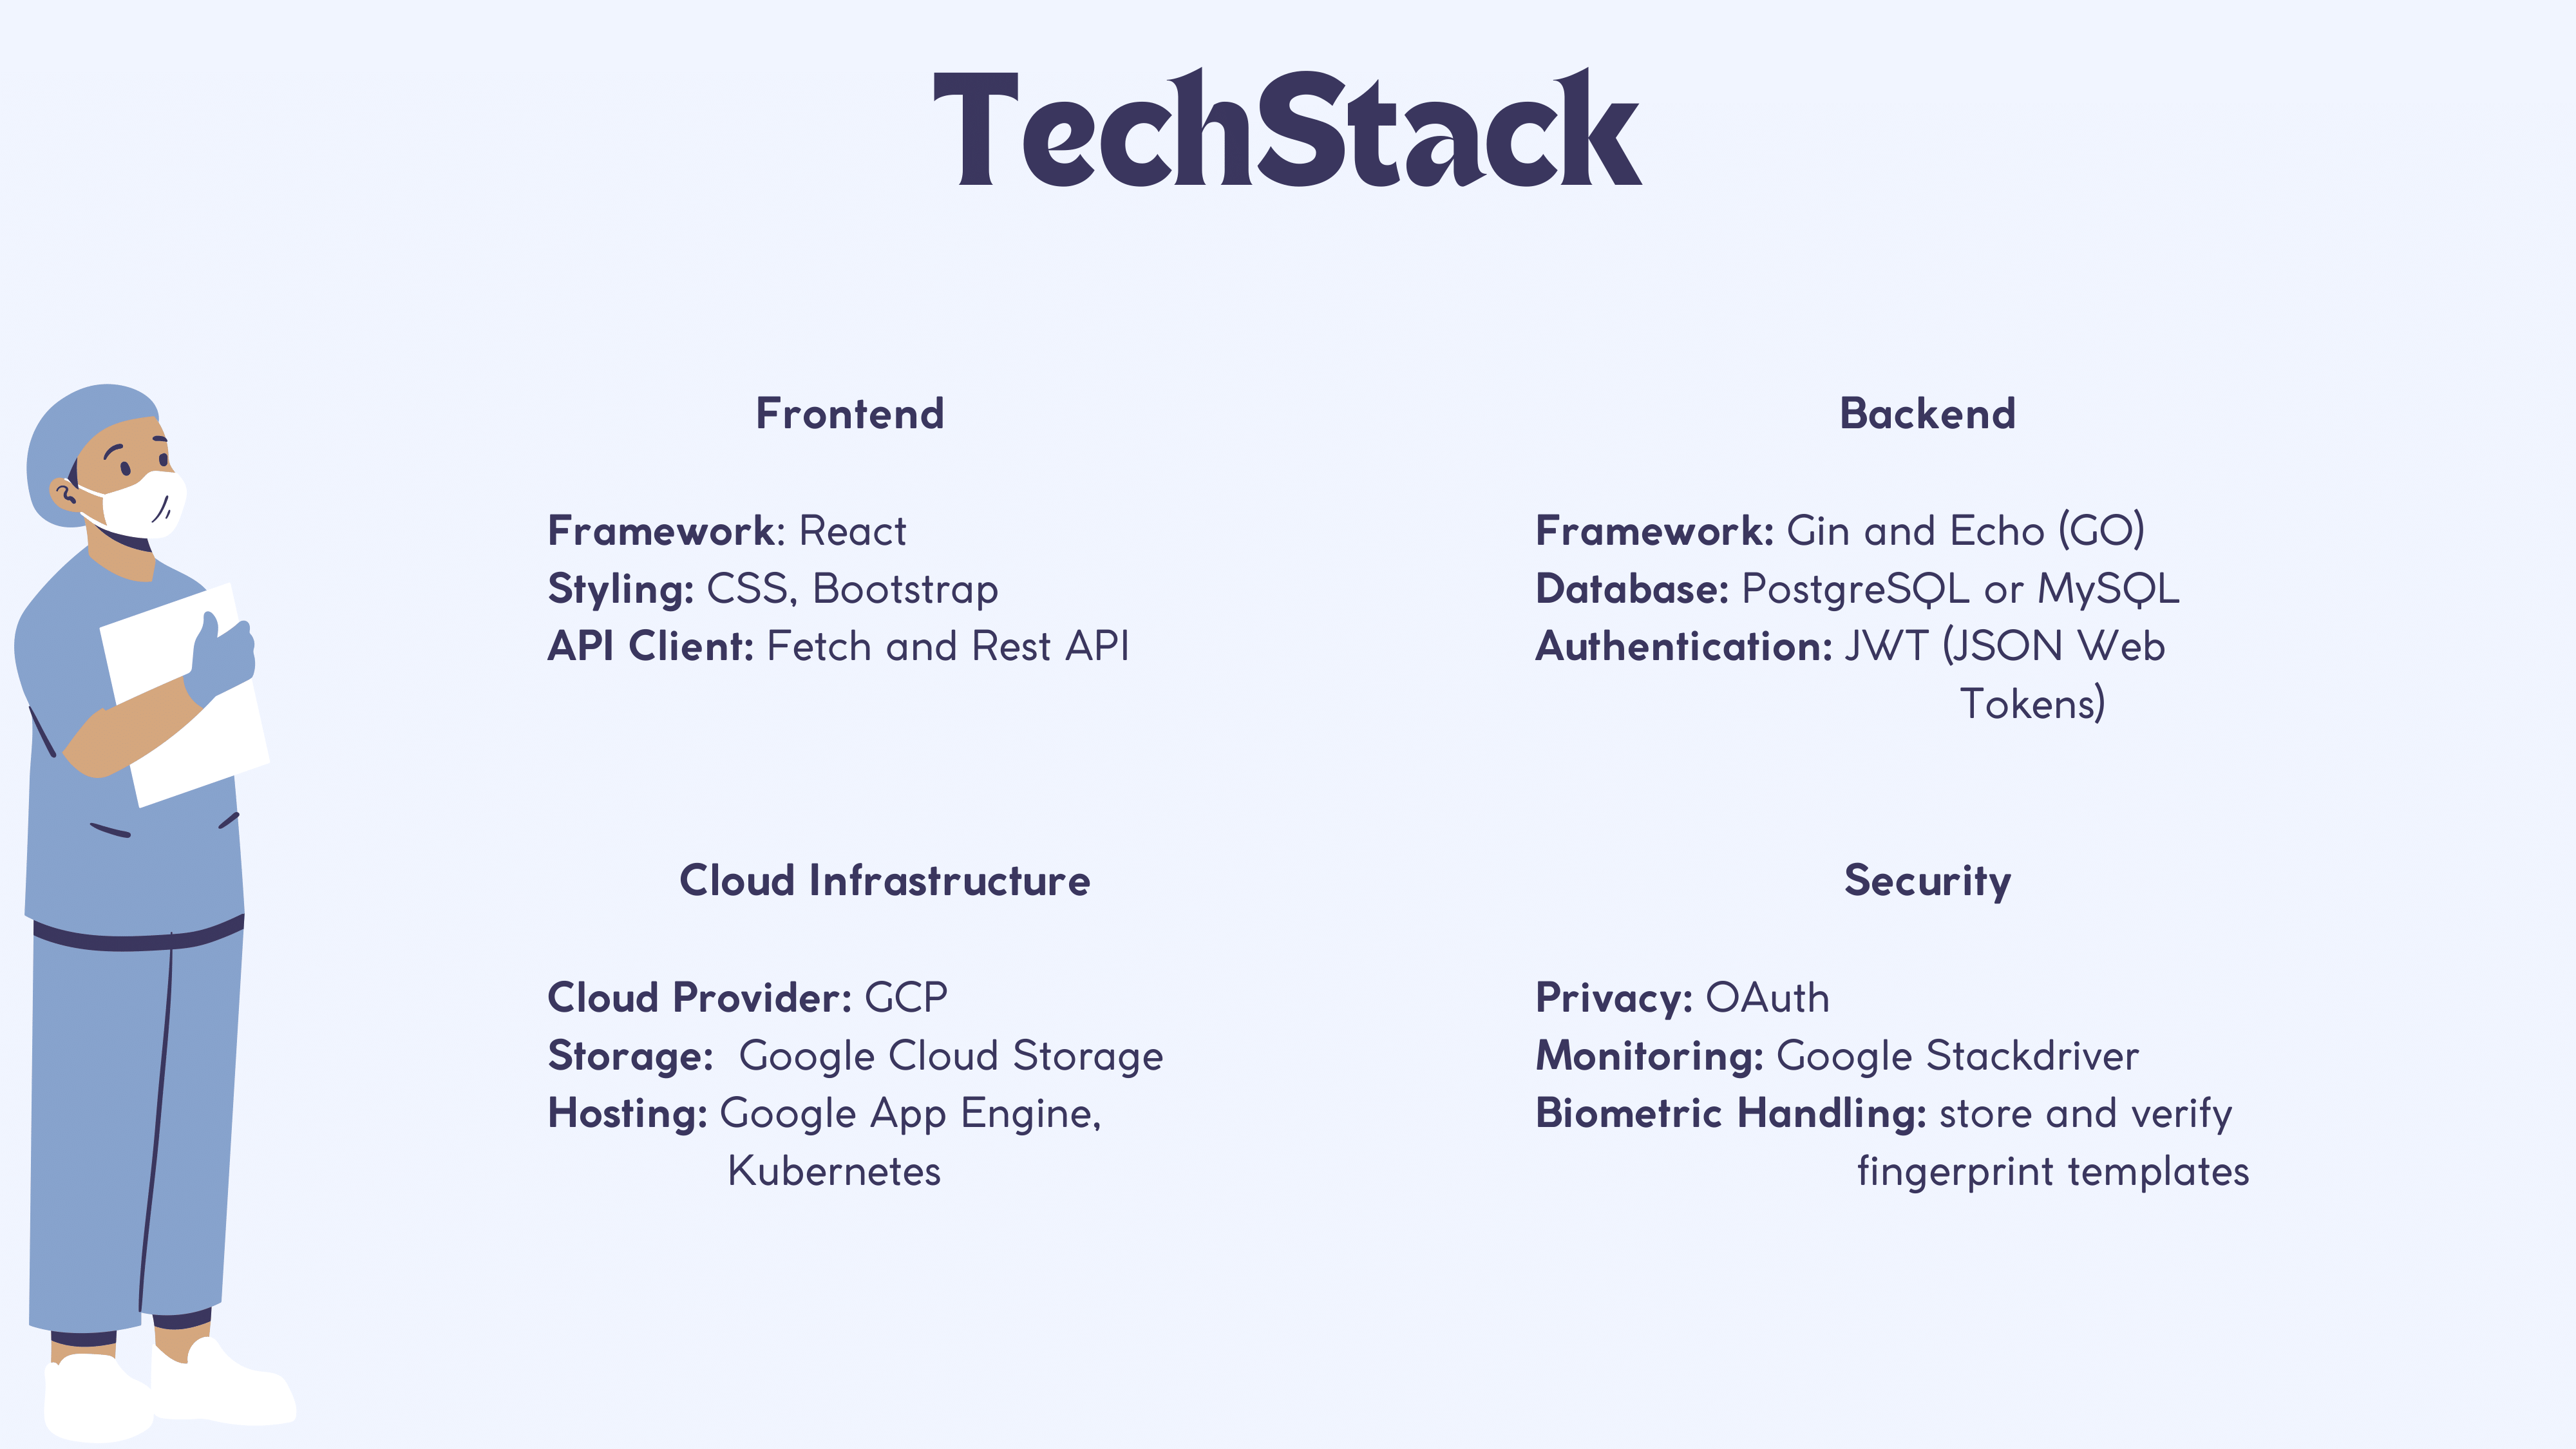 TechStack
Frontend
Framework: React
Styling: CSS, Bootstrap
API Client: Fetch and Rest API
Backend
Framework: Gin and Echo (GO)
Database: PostgreSQL or MySQL
Authentication: JWT (JSON Web
Tokens)
Cloud Infrastructure
Cloud Provider: GCP
Storage:  Google Cloud Storage
Hosting: Google App Engine,
Kubernetes
Security
Privacy: OAuth
Monitoring: Google Stackdriver
Biometric Handling: store and verify
fingerprint templates